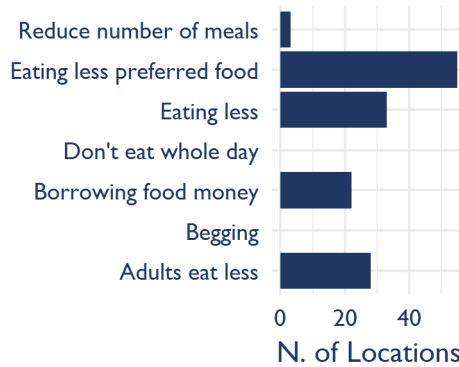 Reduce number of meals
Eating less preferred food
Eating less
Don't eat whole day
Borrowing food money
Begging
Adults eat less
0 20 40
N. of Locations